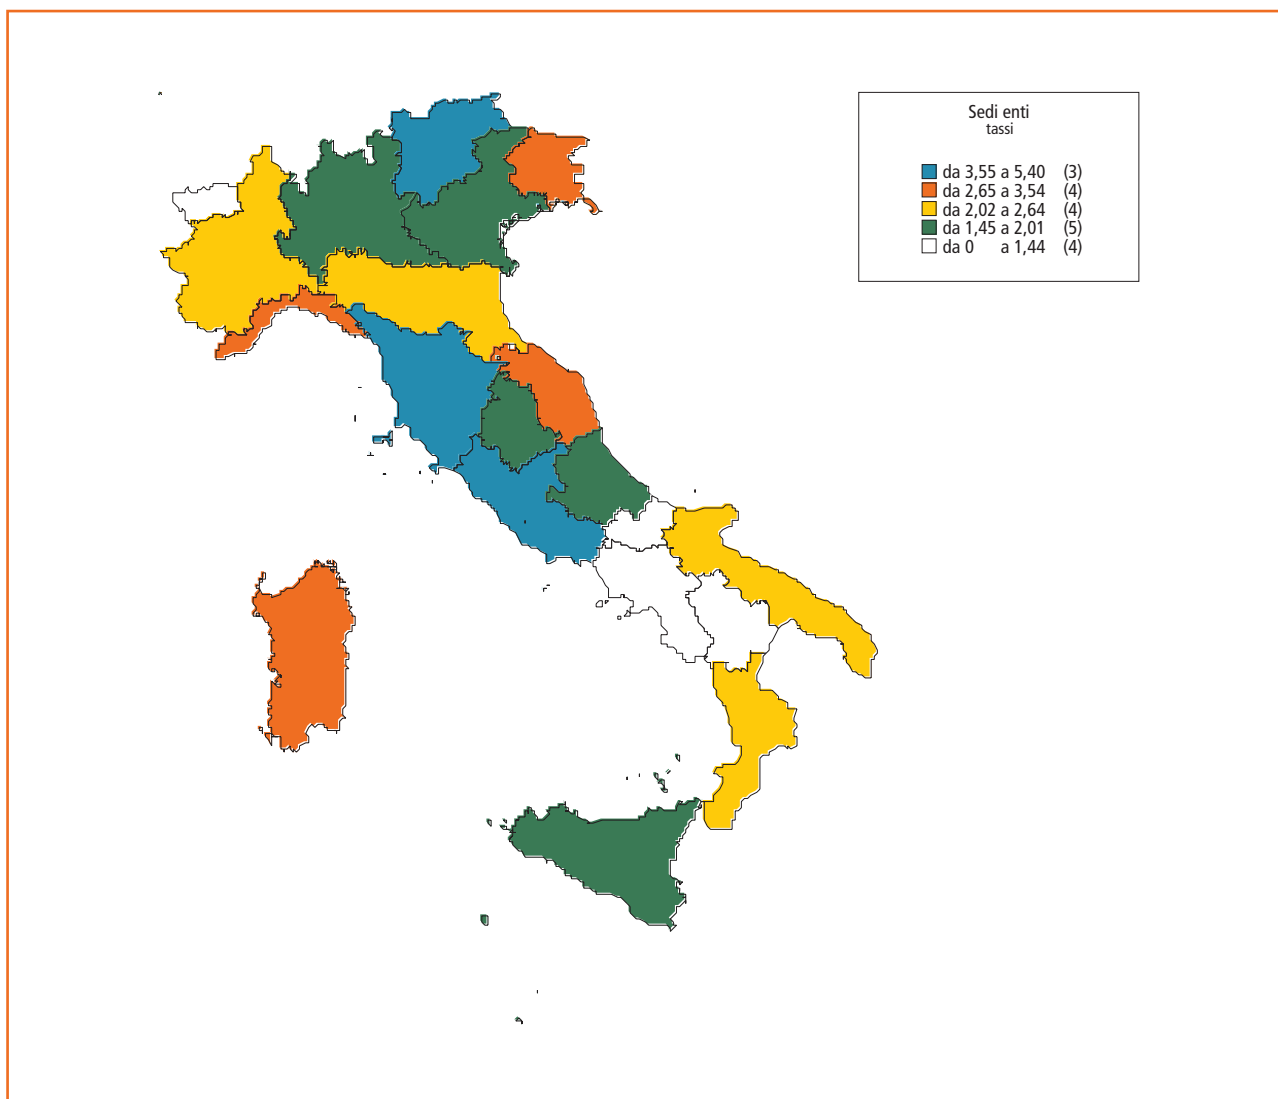 Sedi enti
tassi
da 3,55 a 5,40 (3)
da 2,65 a 3,54 (4)
da 2,02 a 2,64 (4)
da 1,45 a 2,01 (5)
da 0 a 1,44 (4)